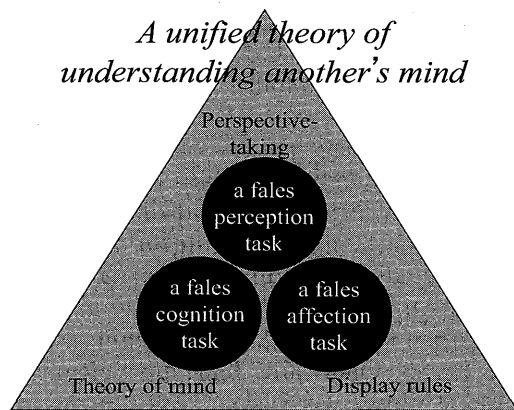 A unified theory of
understanding another's mind
Perspective-
taking
a fales
perception
task
a fales
cognition
task
a fales
affection
task
Theory of mind
Display rules